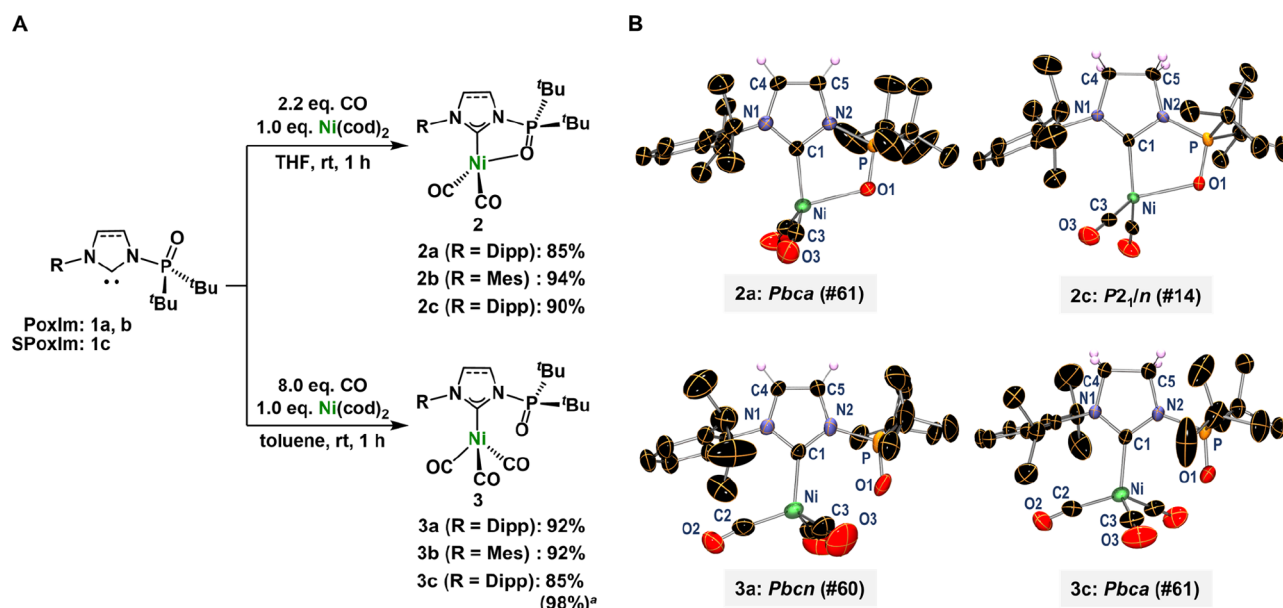 A
2.2 eq. CO
1.0 eq. Ni(cod)2
THF, rt, 1 h
R
N
N
P
tBu
tBu
O
Ni
OC
CO
2
2a (R = Dipp): 85%
2b (R = Mes) : 94%
2c (R = Dipp): 90%
R
N
N
P
O
tBu
tBu
PoxIm: 1a, b
SPoxIm: 1c
8.0 eq. CO
1.0 eq. Ni(cod)2
toluene, rt, 1 h
R
N
N
P
tBu
tBu
O
Ni
OC
CO
CO
3
3a (R = Dipp): 92%
3b (R = Mes) : 92%
3c (R = Dipp): 85%
(98%)a
B
C4
C5
N1
N2
C1
P
O1
Ni
C3
O3
2a: Pbca (#61)
C4
C5
N1
N2
C1
P
O1
C3
Ni
O3
2c: P21/n (#14)
C4
C5
N1
N2
C1
P
O1
Ni
C2
C3
O2
O3
3a: Pbcn (#60)
C4
C5
N1
N2
C1
P
O1
Ni
C2
O2
C3
O3
3c: Pbca (#61)